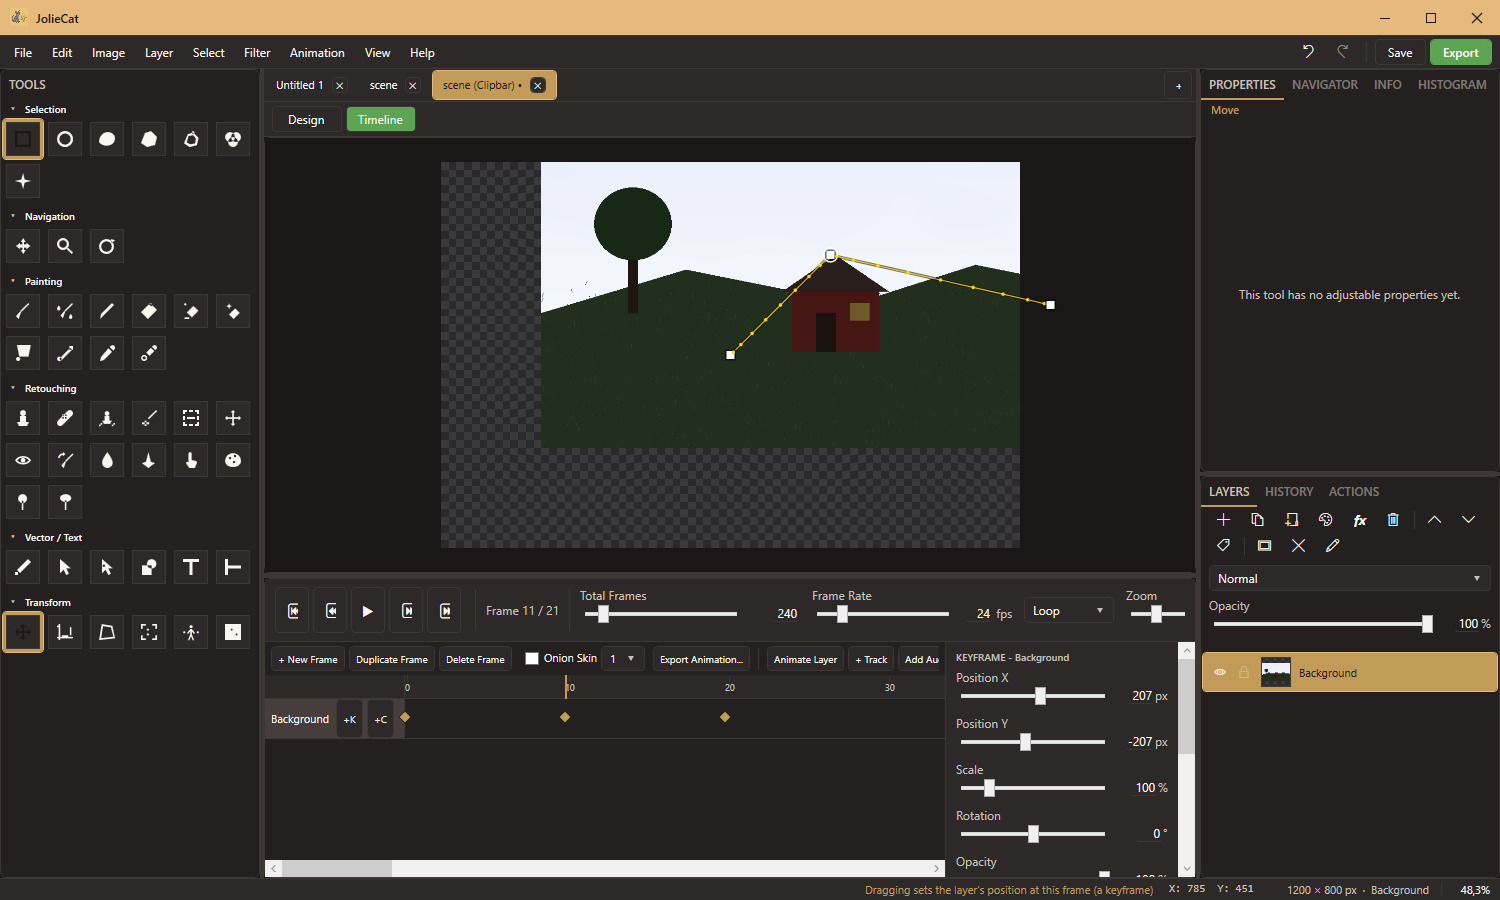 JolieCat
File Edit Image Layer Select Filter Animation View Help
Save Export
TOOLS
Selection
Navigation
Painting
Retouching
Vector / Text
Transform
Untitled 1 scene scene (Clipbar) •
Design Timeline
PROPERTIES NAVIGATOR INFO HISTOGRAM
Move
This tool has no adjustable properties yet.
LAYERS HISTORY ACTIONS
fx
Normal
Opacity
100 %
Background
Frame 11 / 21
Total Frames
240
Frame Rate
24 fps
Loop
Zoom
+ New Frame Duplicate Frame Delete Frame Onion Skin 1 Export Animation... Animate Layer + Track Add Au
0 10 20 30
Background +K +C
KEYFRAME - Background
Position X
207 px
Position Y
-207 px
Scale
100 %
Rotation
0 °
Opacity
Dragging sets the layer's position at this frame (a keyframe) X: 785 Y: 451 1200 × 800 px · Background 48,3%